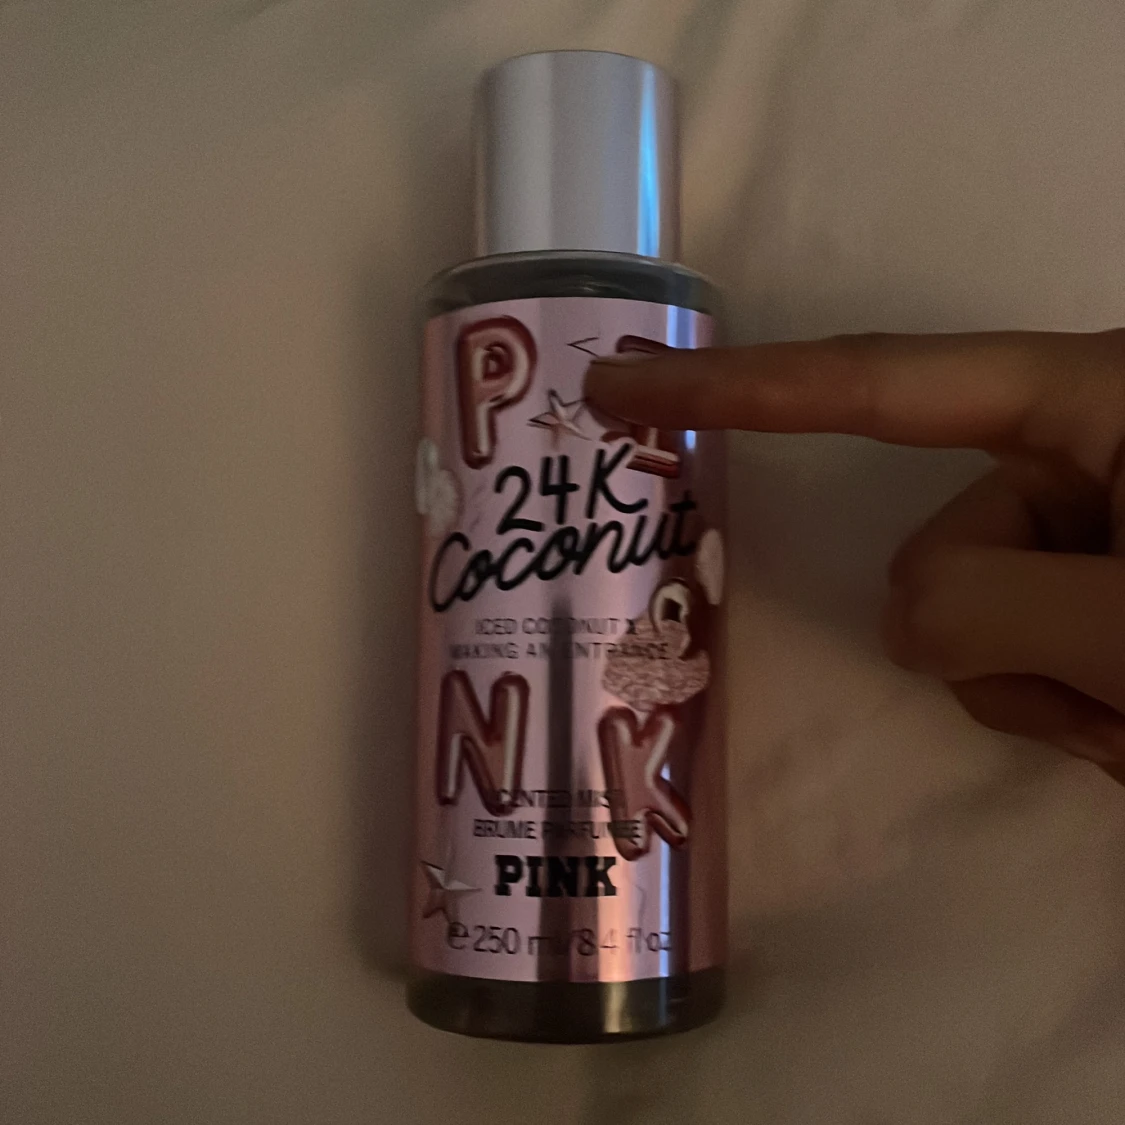 P I
24K
Coconut
ICED COCONUT X
MAKING AN ENTRANCE
N K
SCENTED MIST
BRUME PARFUMÉE
PINK
e 250 ml/8.4 fl oz